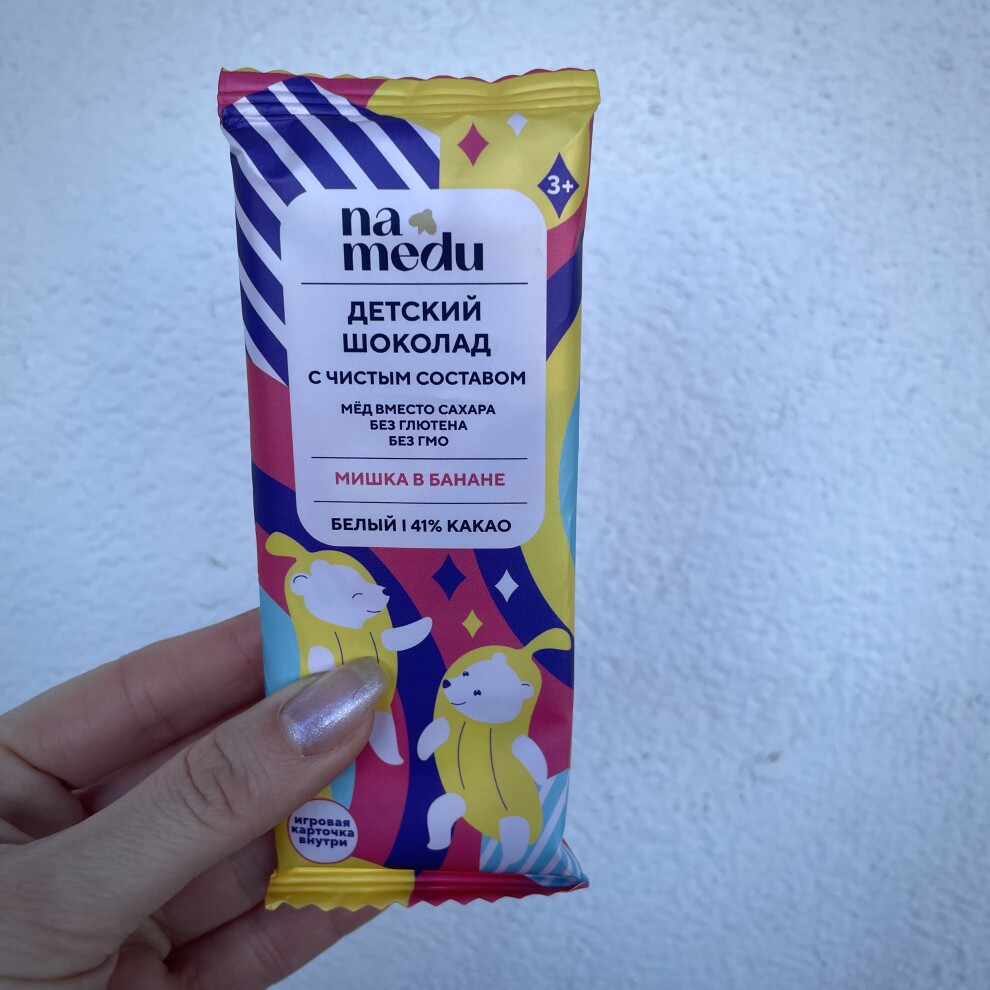 3+
na
medu
ДЕТСКИЙ
ШОКОЛАД
С ЧИСТЫМ СОСТАВОМ
МЁД ВМЕСТО САХАРА
БЕЗ ГЛЮТЕНА
БЕЗ ГМО
МИШКА В БАНАНЕ
БЕЛЫЙ | 41% КАКАО
игровая
карточка
внутри